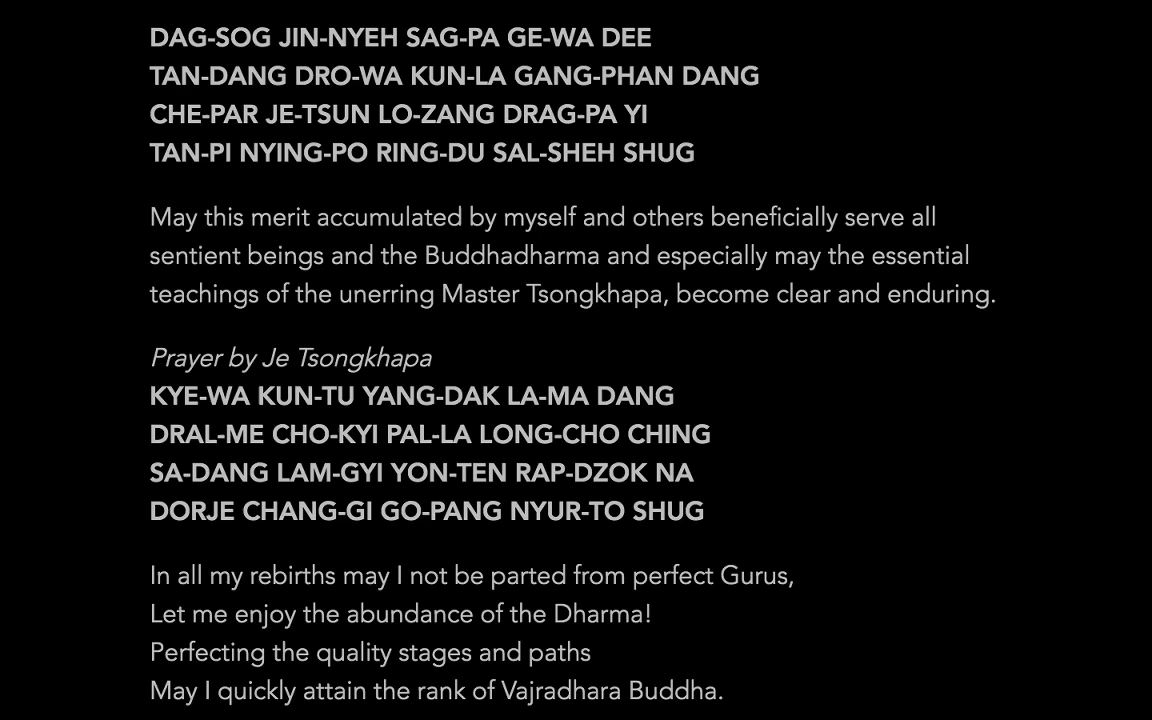 DAG-SOG JIN-NYEH SAG-PA GE-WA DEE
TAN-DANG DRO-WA KUN-LA GANG-PHAN DANG
CHE-PAR JE-TSUN LO-ZANG DRAG-PA YI
TAN-PI NYING-PO RING-DU SAL-SHEH SHUG
May this merit accumulated by myself and others beneficially serve all
sentient beings and the Buddhadharma and especially may the essential
teachings of the unerring Master Tsongkhapa, become clear and enduring.
Prayer by Je Tsongkhapa
KYE-WA KUN-TU YANG-DAK LA-MA DANG
DRAL-ME CHO-KYI PAL-LA LONG-CHO CHING
SA-DANG LAM-GYI YON-TEN RAP-DZOK NA
DORJE CHANG-GI GO-PANG NYUR-TO SHUG
In all my rebirths may I not be parted from perfect Gurus,
Let me enjoy the abundance of the Dharma!
Perfecting the quality stages and paths
May I quickly attain the rank of Vajradhara Buddha.